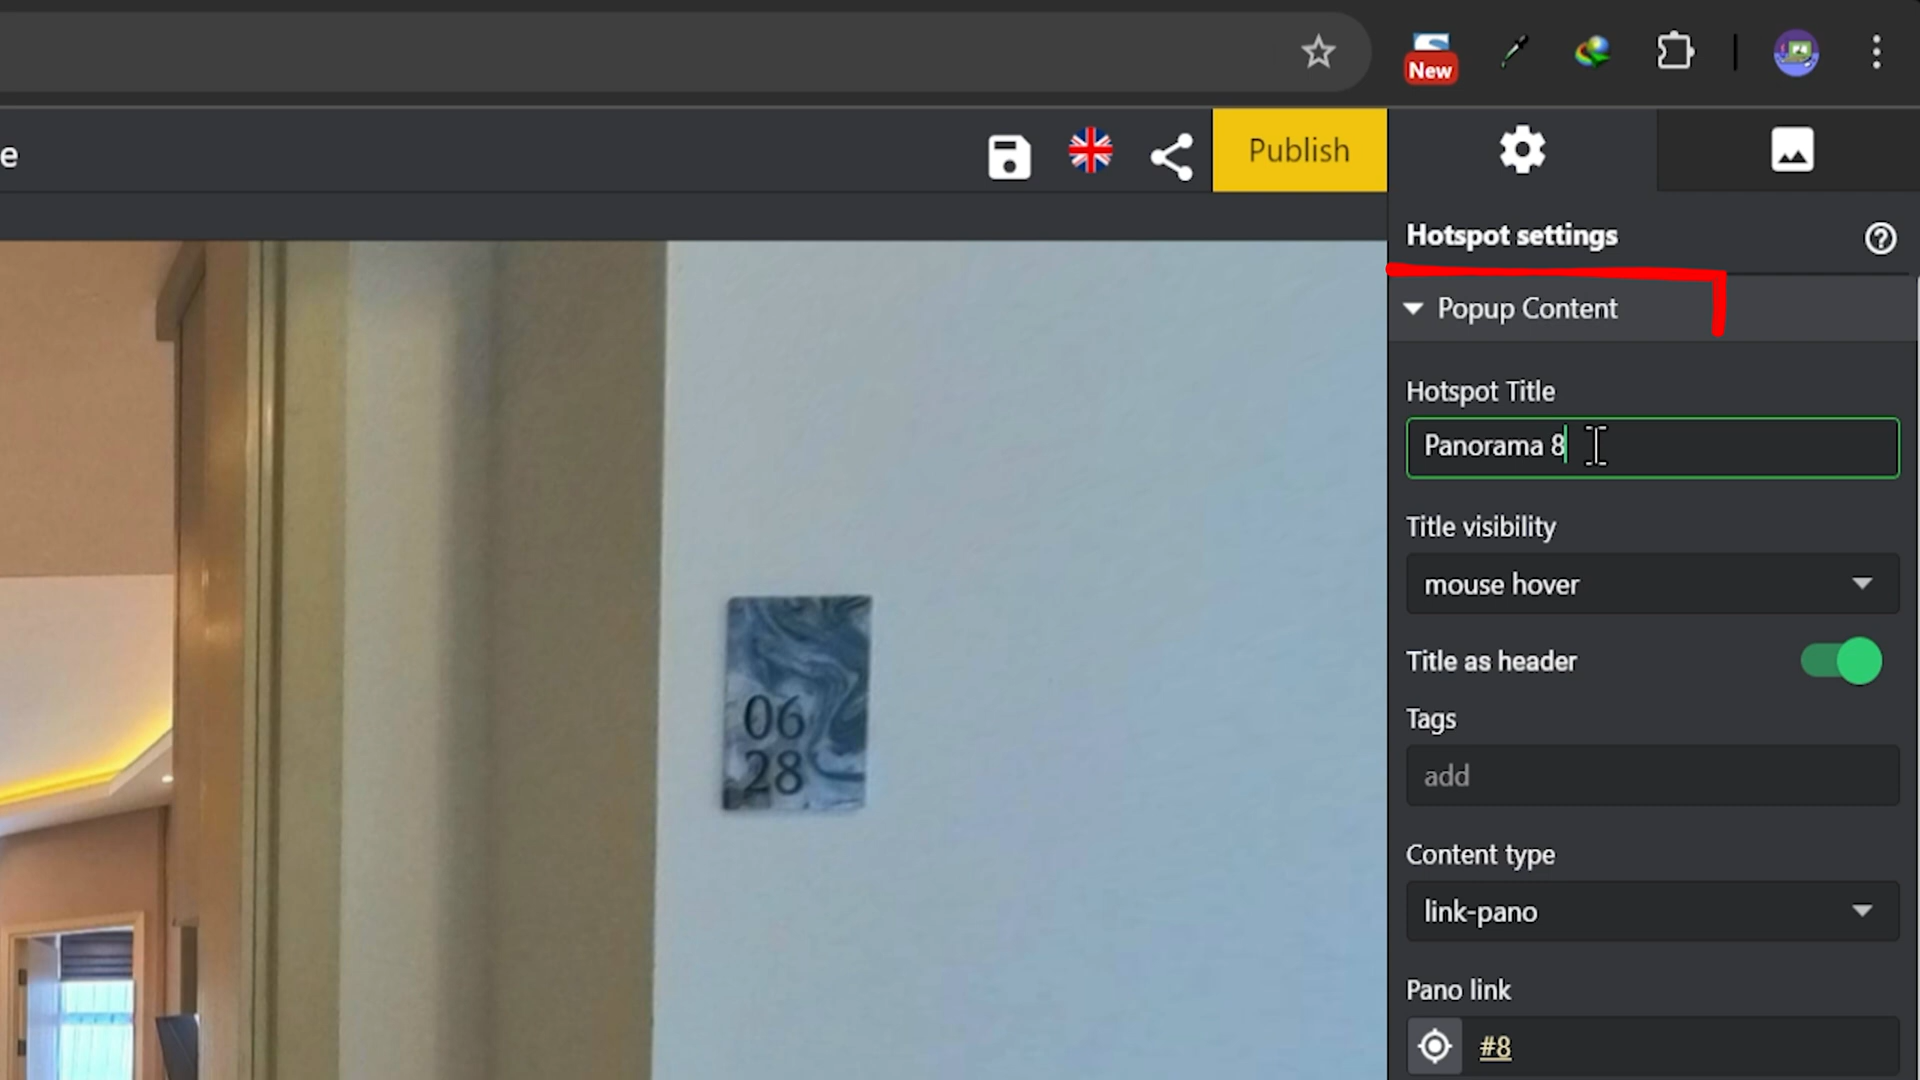 New
e
Publish
Hotspot settings
Popup Content
Hotspot Title
Panorama 8
Title visibility
mouse hover
Title as header
Tags
add
Content type
link-pano
Pano link
#8
06
28